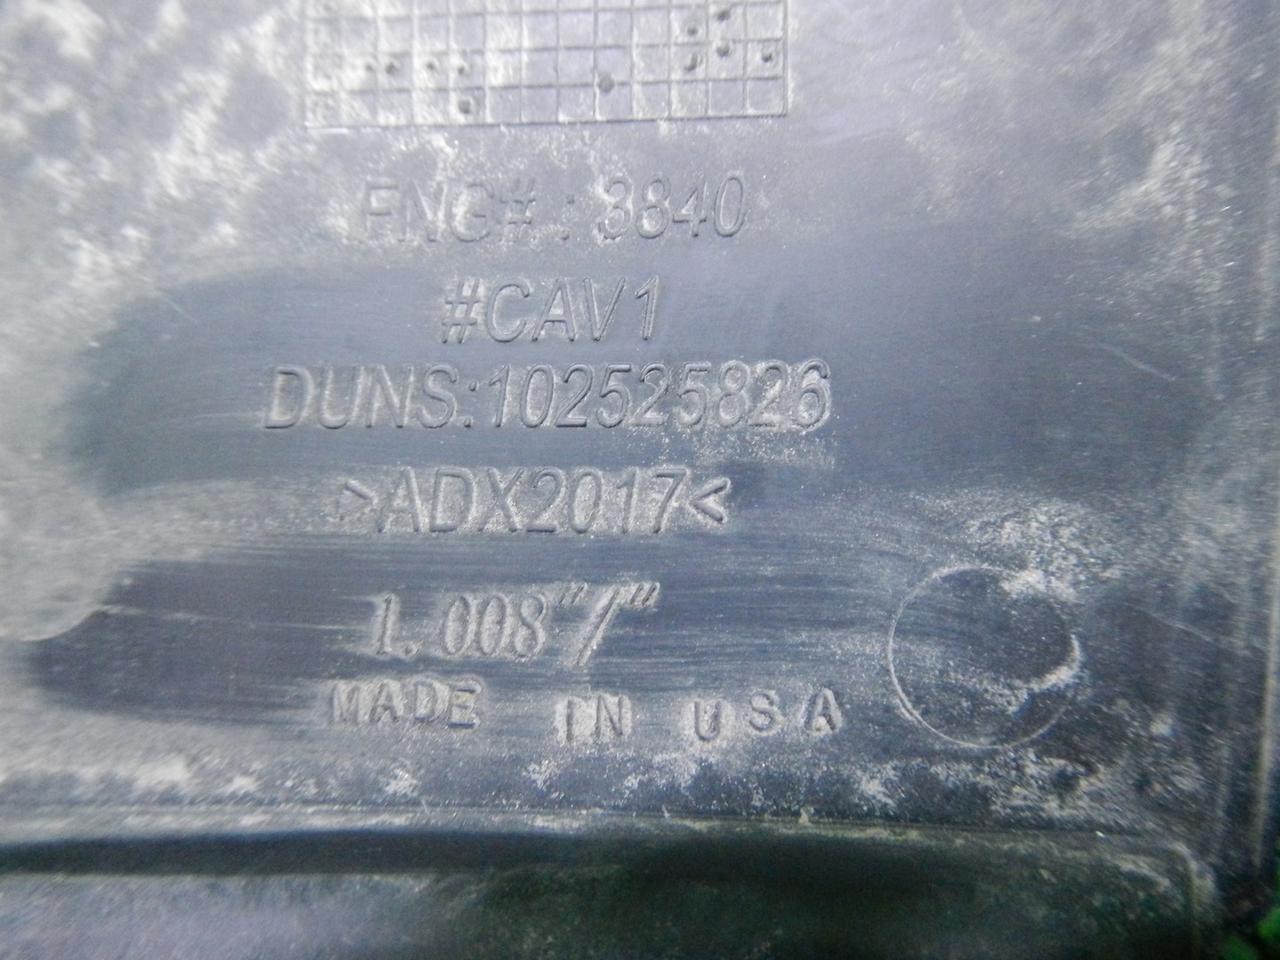 ENG# : 3840
#CAV1
DUNS:102525826
>ADX2017<
1.008"/"
MADE IN USA